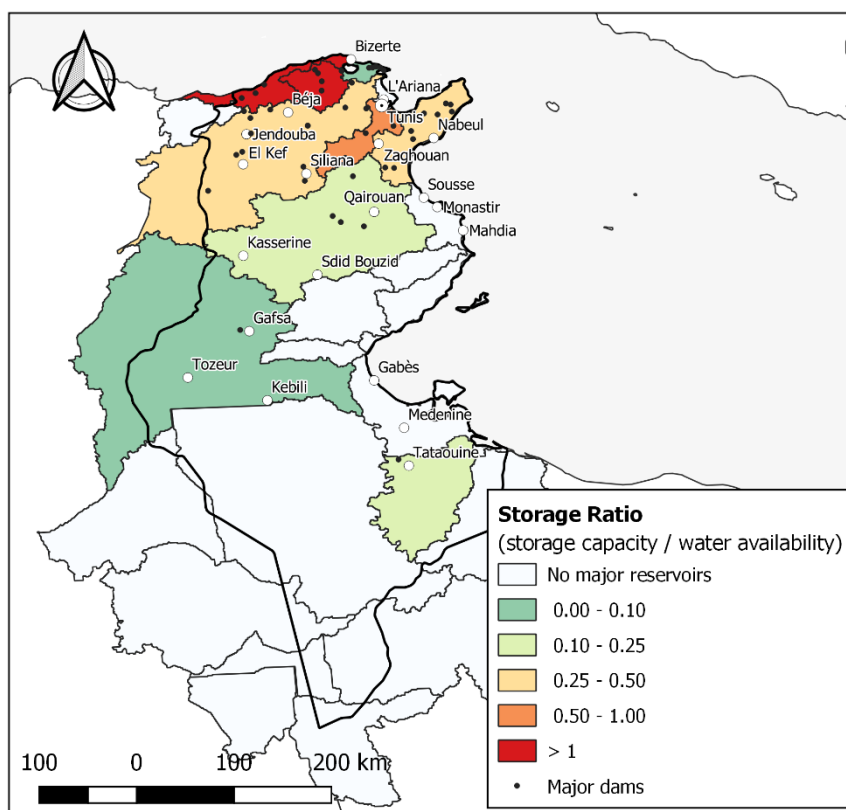 Bizerte
L'Ariana
Béja
Tunis
Nabeul
Jendouba
El Kef
Zaghouan
Siliana
Sousse
Qairouan
Monastir
Mahdia
Kasserine
Sdid Bouzid
Gafsa
Tozeur
Gabès
Kebili
Medenine
Tataouine
Storage Ratio
(storage capacity / water availability)
No major reservoirs
0.00 - 0.10
0.10 - 0.25
0.25 - 0.50
0.50 - 1.00
> 1
Major dams
100 0 100 200 km